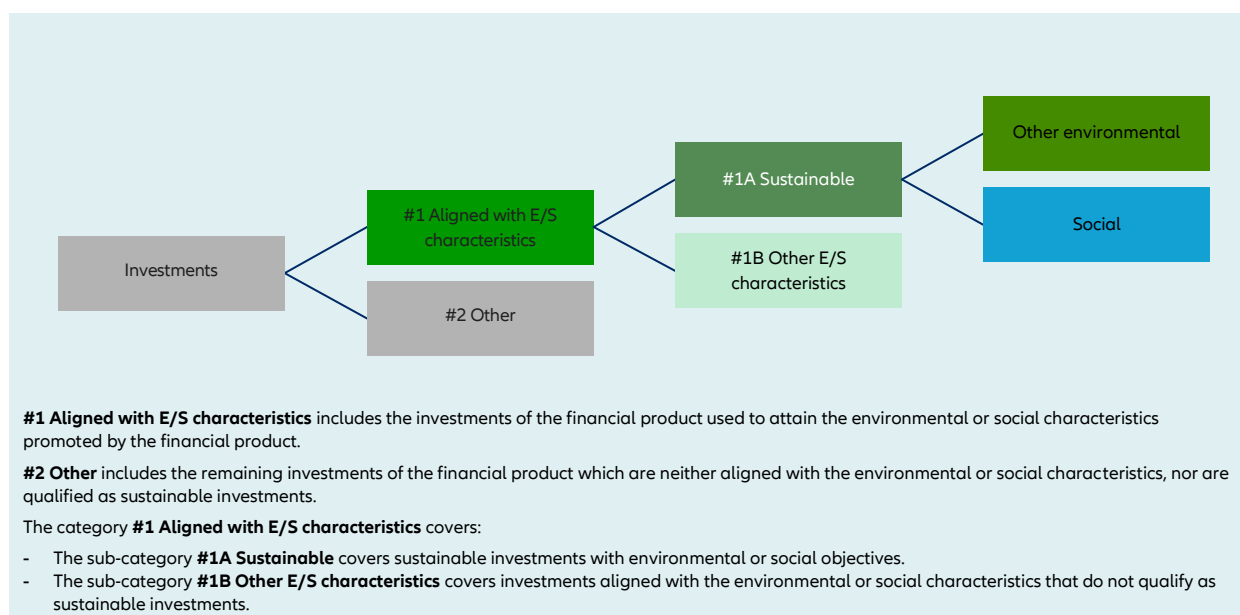 Other environmental
#1A Sustainable
#1 Aligned with E/S
characteristics
Social
Investments
#1B Other E/S
characteristics
#2 Other
#1 Aligned with E/S characteristics includes the investments of the financial product used to attain the environmental or social characteristics
promoted by the financial product.
#2 Other includes the remaining investments of the financial product which are neither aligned with the environmental or social characteristics, nor are
qualified as sustainable investments.
The category #1 Aligned with E/S characteristics covers:
- The sub-category #1A Sustainable covers sustainable investments with environmental or social objectives.
- The sub-category #1B Other E/S characteristics covers investments aligned with the environmental or social characteristics that do not qualify as
sustainable investments.